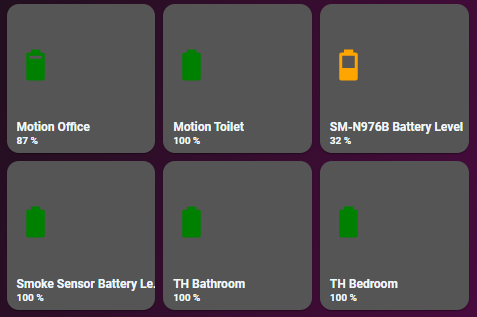 Motion Office
87 %
Motion Toilet
100 %
SM-N976B Battery Level
32 %
Smoke Sensor Battery Le.
100 %
TH Bathroom
100 %
TH Bedroom
100 %